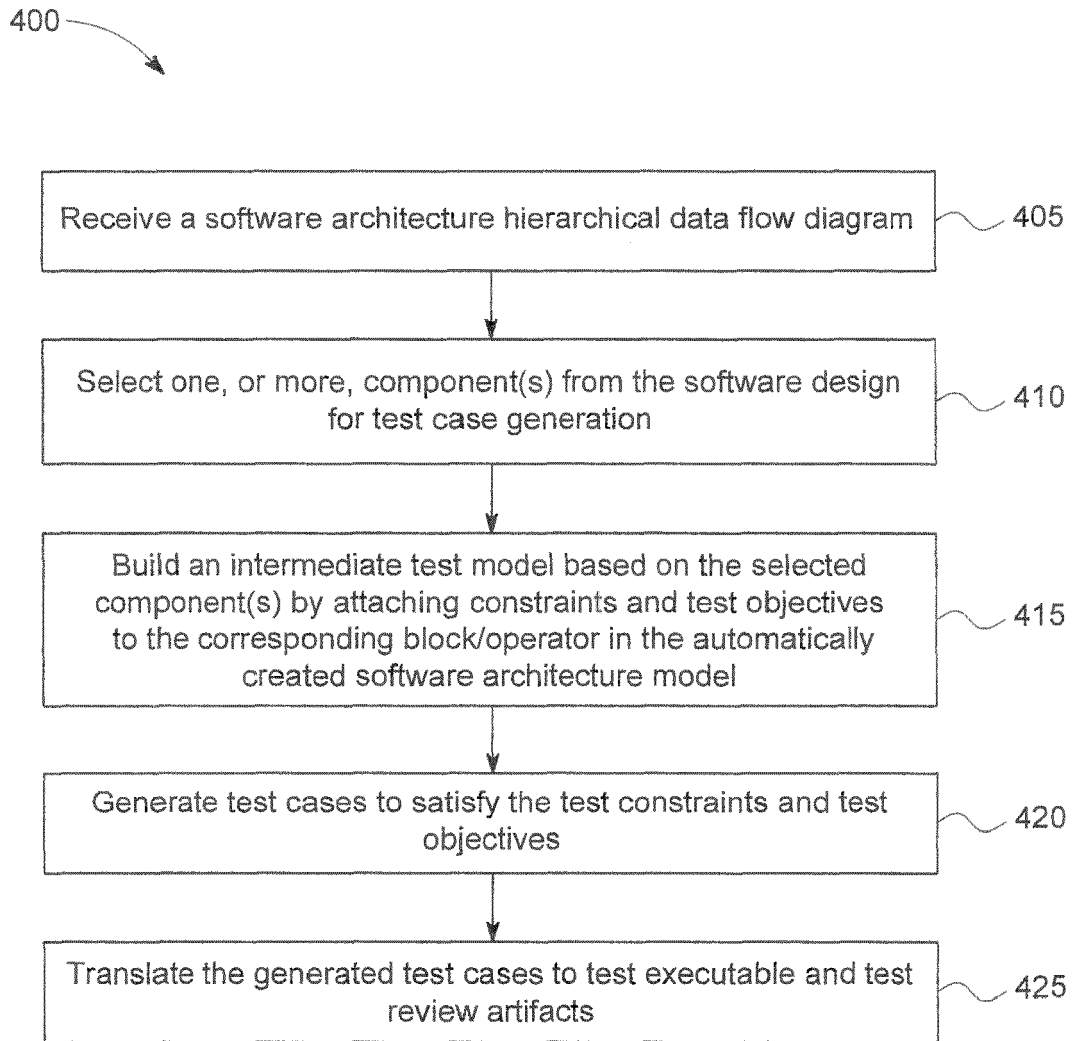 400
Receive a software architecture hierarchical data flow diagram
405
Select one, or more, component(s) from the software design
for test case generation
410
Build an intermediate test model based on the selected
component(s) by attaching constraints and test objectives
to the corresponding block/operator in the automatically
created software architecture model
415
Generate test cases to satisfy the test constraints and test
objectives
420
Translate the generated test cases to test executable and test
review artifacts
425